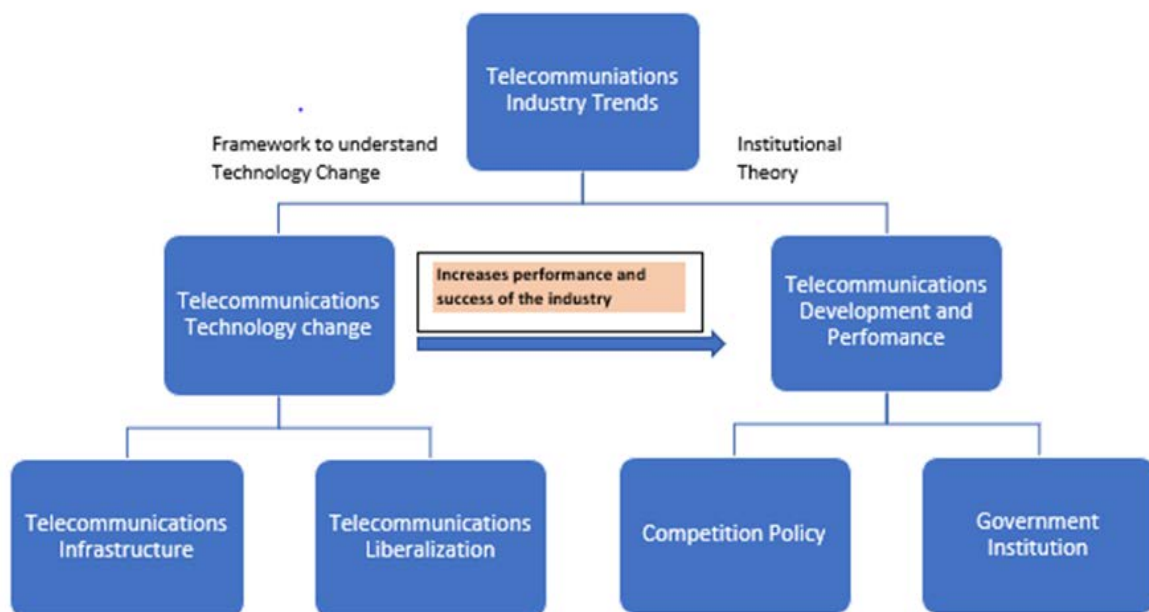 Telecommuniations
Industry Trends
Framework to understand
Technology Change
Institutional
Theory
Telecommunications
Technology change
Increases performance and
success of the industry
Telecommunications
Development and
Perfomance
Telecommunications
Infrastructure
Telecommunications
Liberalization
Competition Policy
Government
Institution